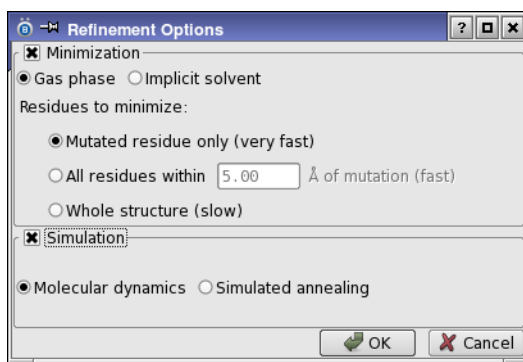 Refinement Options
Minimization
Gas phase Implicit solvent
Residues to minimize:
Mutated residue only (very fast)
All residues within 5.00 Å of mutation (fast)
Whole structure (slow)
Simulation
Molecular dynamics Simulated annealing
OK Cancel